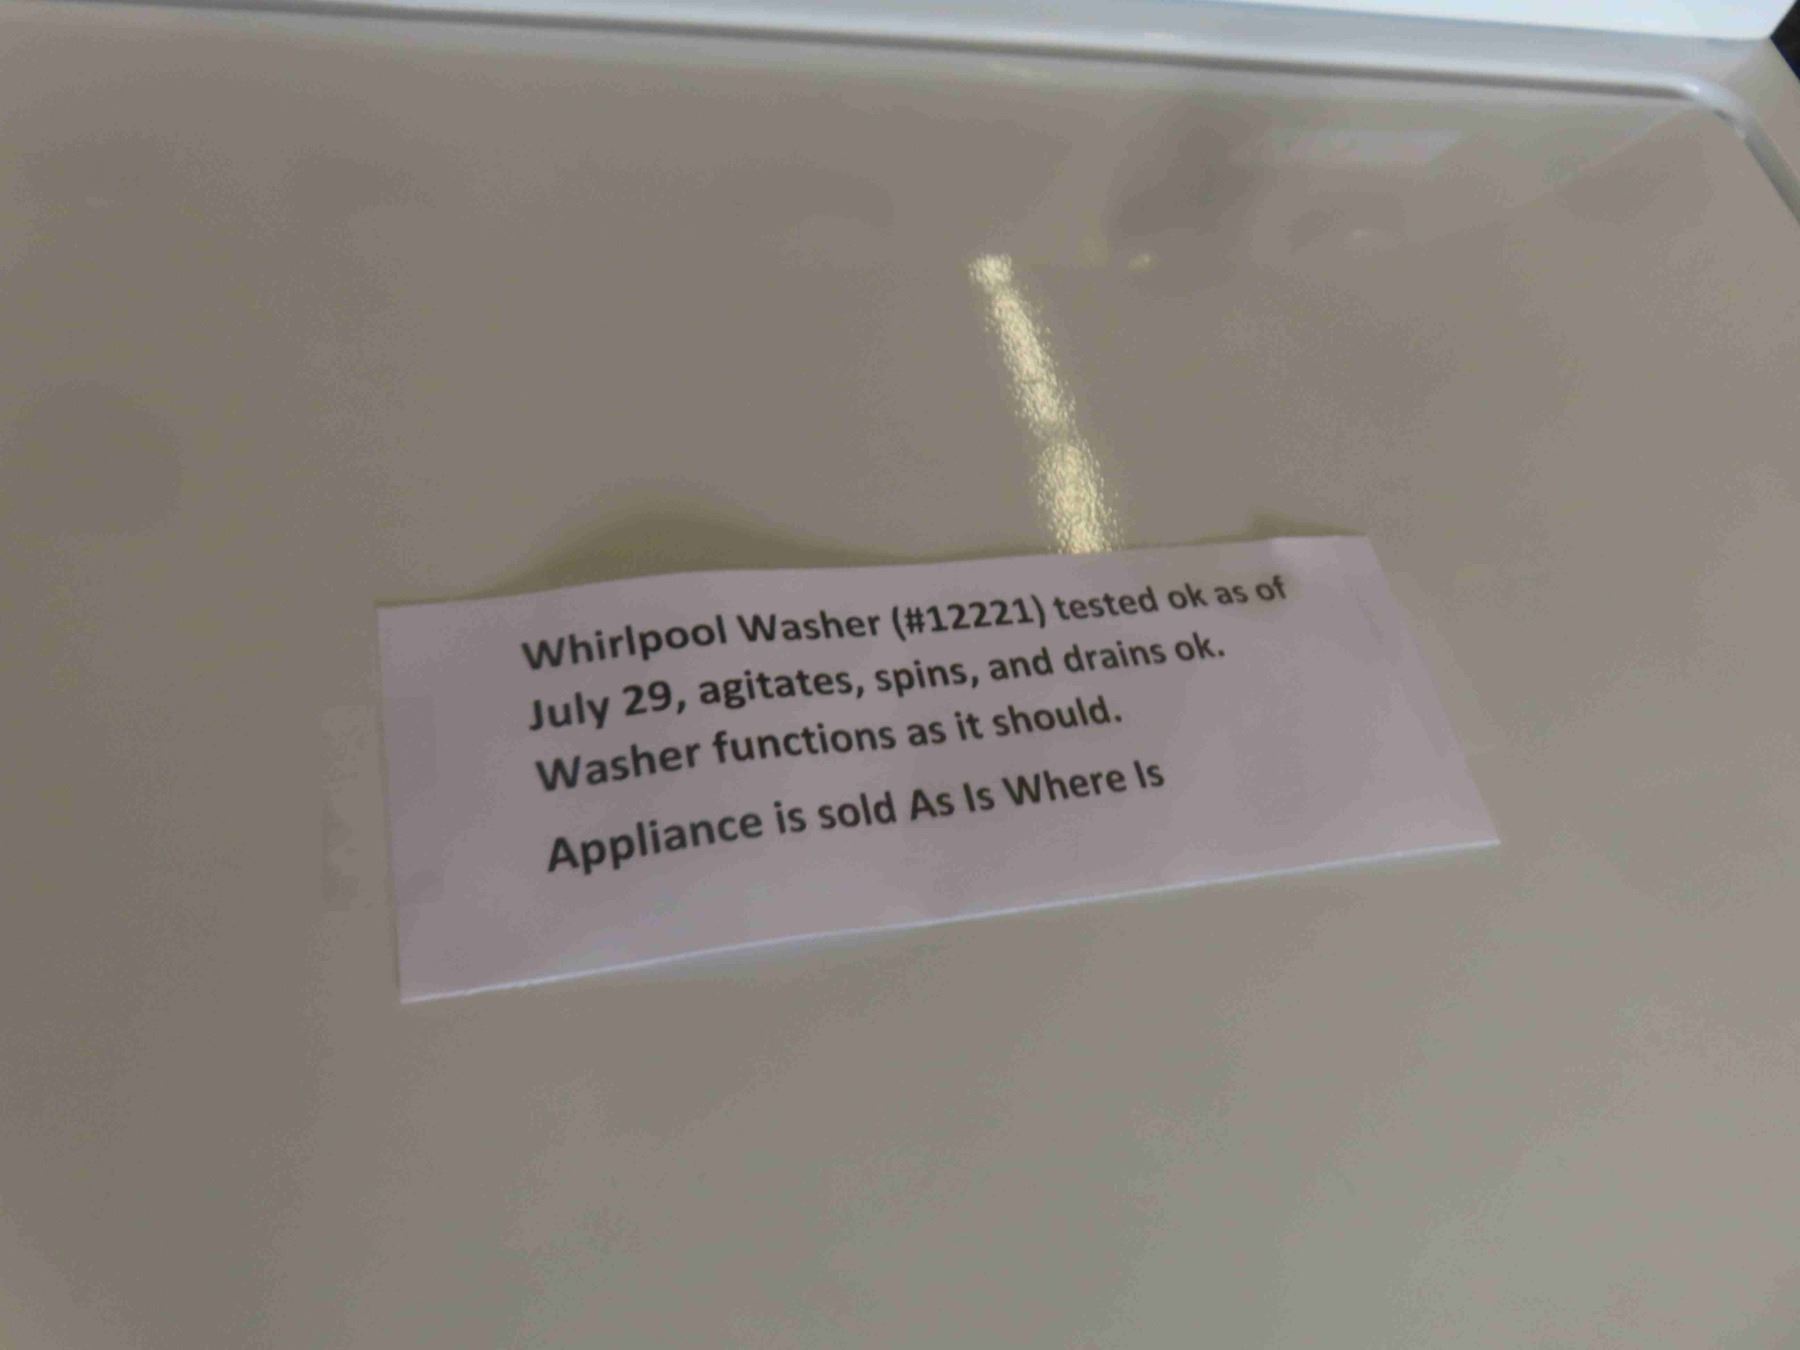 Whirlpool Washer (#12221) tested ok as of
July 29, agitates, spins, and drains ok.
Washer functions as it should.
Appliance is sold As Is Where Is